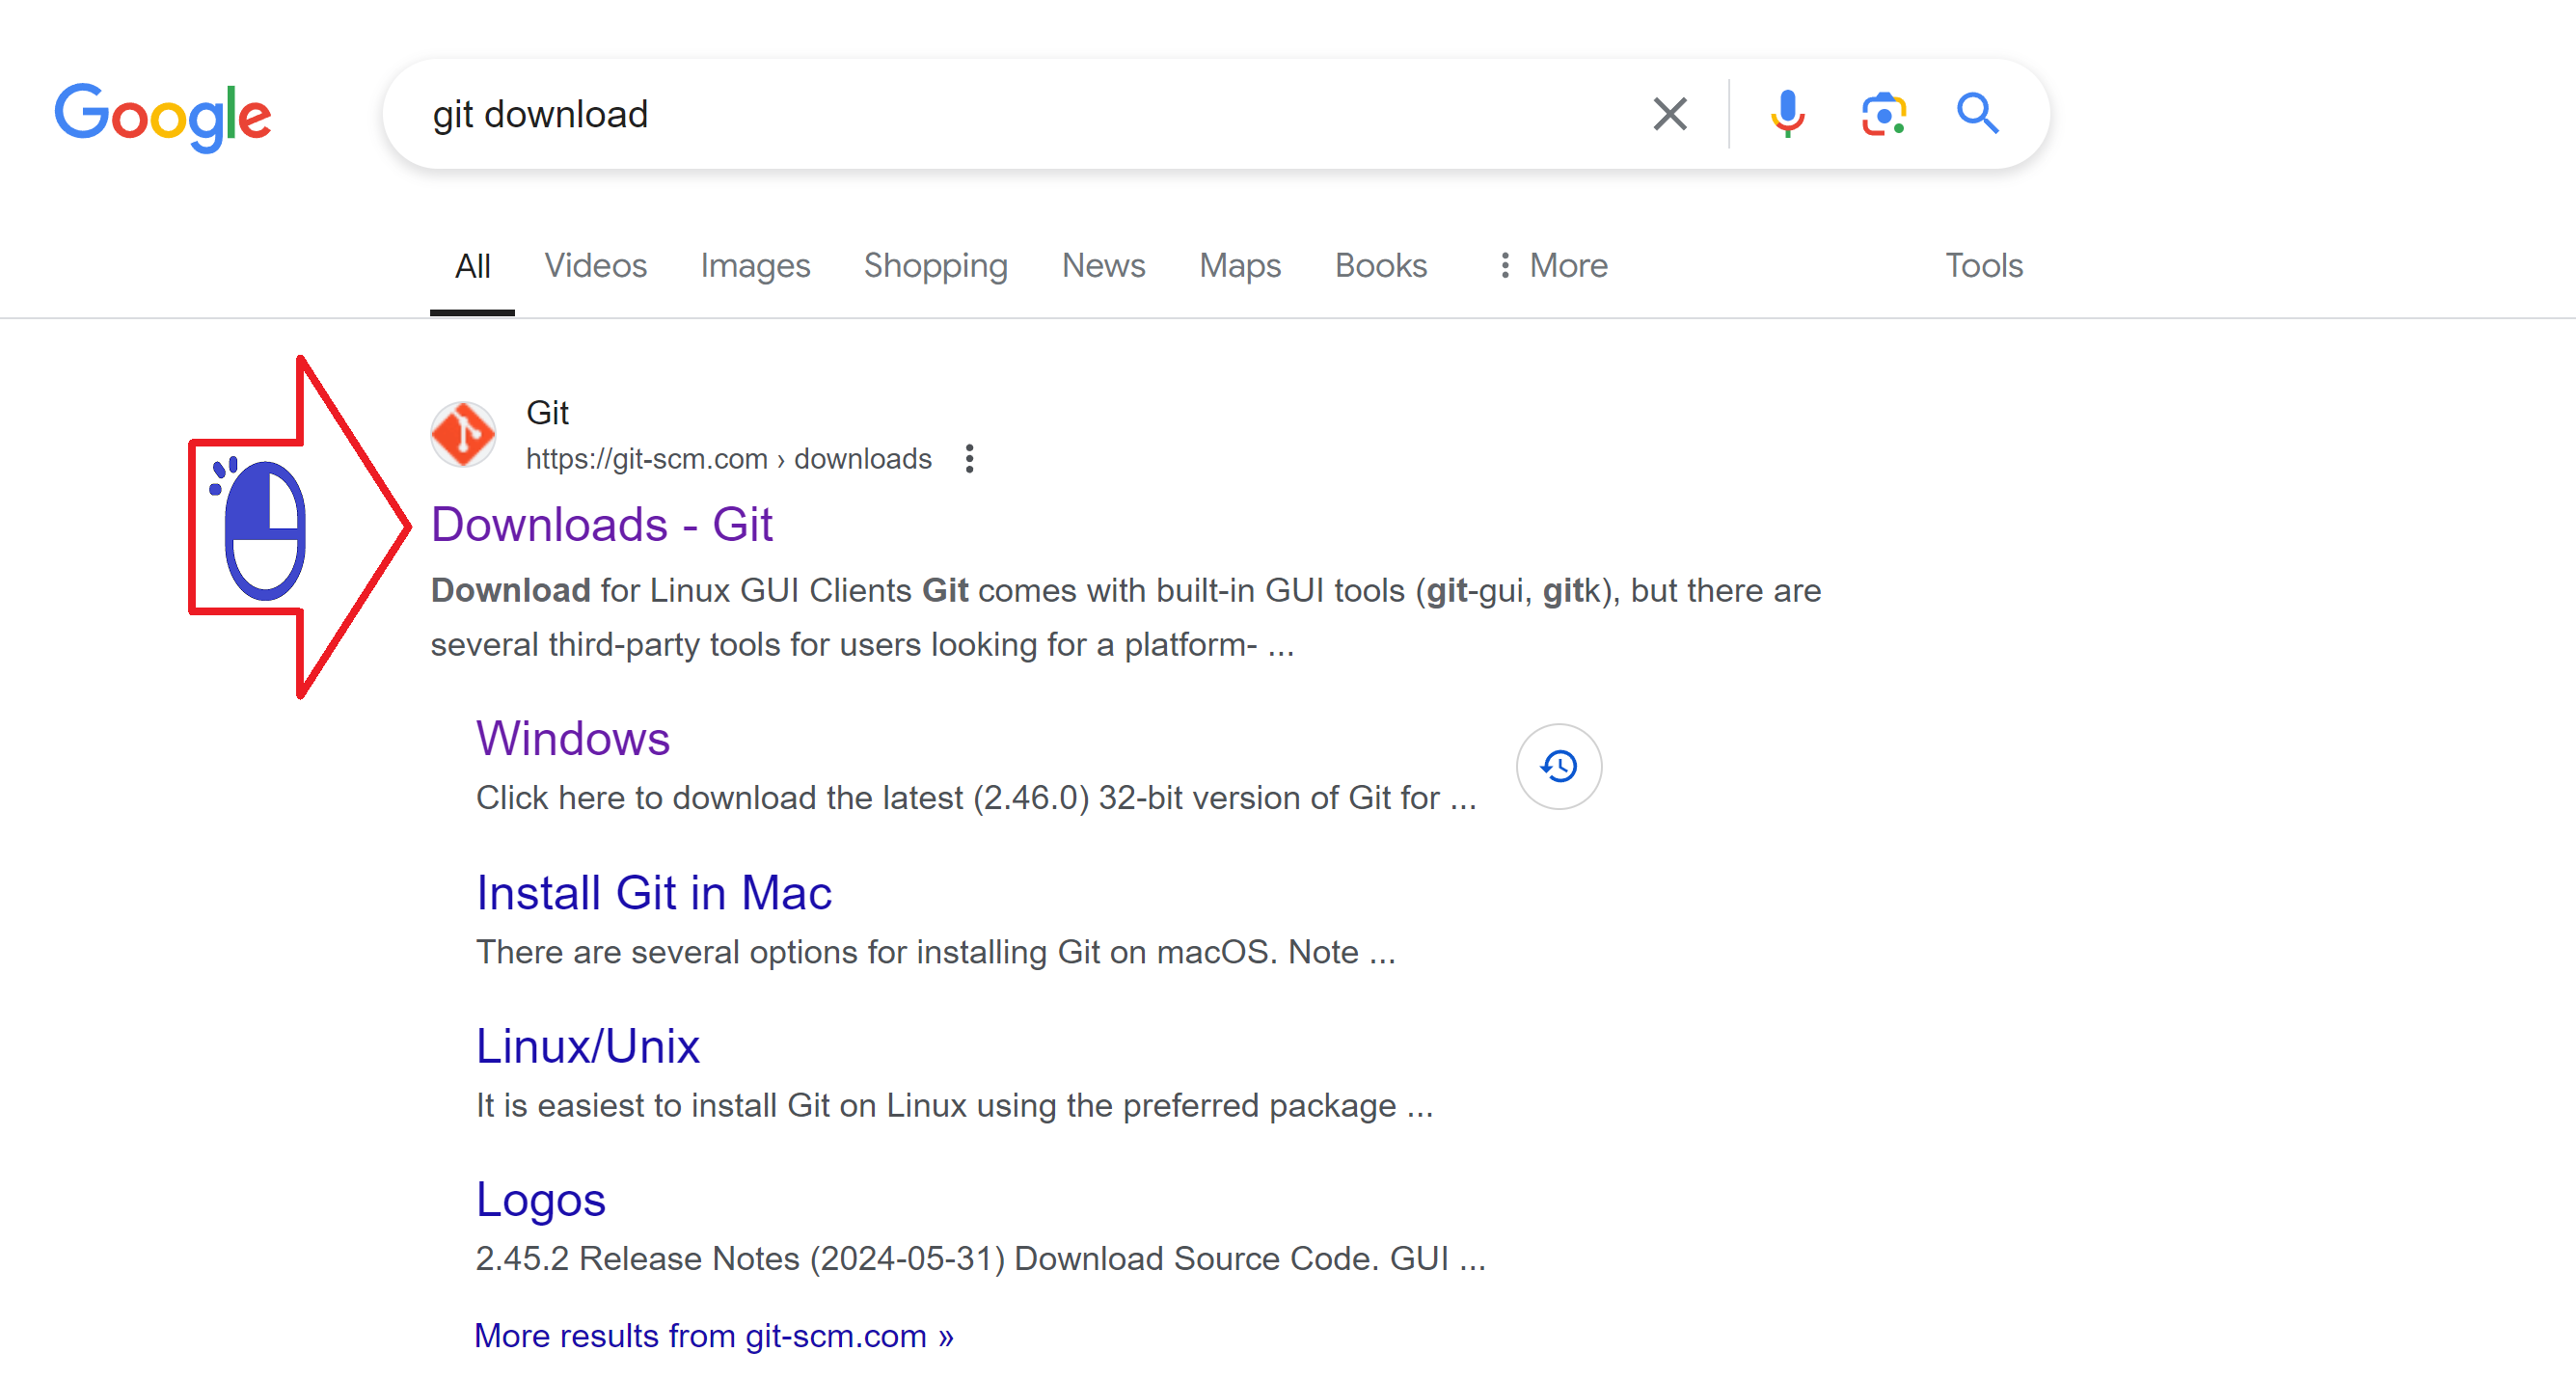 Google
git download
All Videos Images Shopping News Maps Books More Tools
Git
https://git-scm.com › downloads
Downloads - Git
Download for Linux GUI Clients Git comes with built-in GUI tools (git-gui, gitk), but there are
several third-party tools for users looking for a platform- ...
Windows
Click here to download the latest (2.46.0) 32-bit version of Git for ...
Install Git in Mac
There are several options for installing Git on macOS. Note ...
Linux/Unix
It is easiest to install Git on Linux using the preferred package ...
Logos
2.45.2 Release Notes (2024-05-31) Download Source Code. GUI ...
More results from git-scm.com »